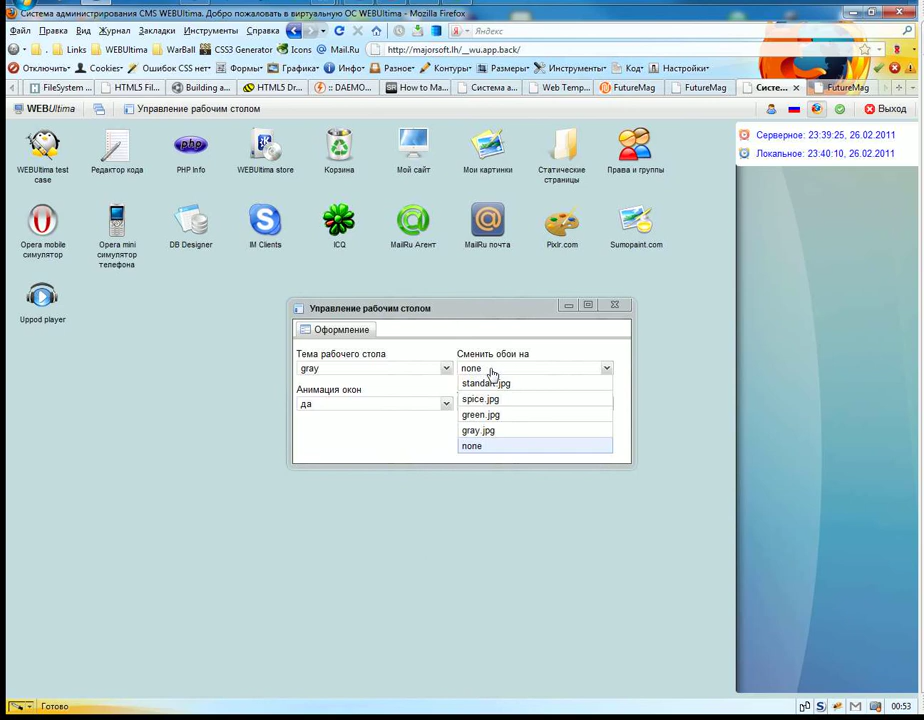 Система администрирования CMS WEBUltima. Добро пожаловать в виртуальную ОС WEBUltima - Mozilla Firefox
Файл Правка Вид Журнал Закладки Инструменты Справка
Links WEBUltima WarBall CSS3 Generator Icons Mail.Ru
http://majorsoft.lh/__wu.app.back/
Яндекс
Отключить Cookies Ошибок CSS нет Формы Графика Инфо Разное Контуры Размеры Инструменты Код Настройки
FileSystem ... HTML5 Fil... Building a... HTML5 Dr... :: DAEMO... How to Ma... Система а... Web Temp... FutureMag FutureMag Систе... FutureMag
WEBUltima Управление рабочим столом Выход
Серверное: 23:39:25, 26.02.2011
Локальное: 23:40:10, 26.02.2011
php
WEBUltima test case
Редактор кода
PHP Info
WEBUltima store
Корзина
Мой сайт
Мои картинки
Статические страницы
Права и группы
Opera mobile симулятор
Opera mini симулятор телефона
DB Designer
IM Clients
ICQ
MailRu Агент
MailRu почта
Pixlr.com
Sumopaint.com
Uppod player
Управление рабочим столом
Оформление
Тема рабочего стола
Сменить обои на
gray
none
Анимация окон
да
standart.jpg
spice.jpg
green.jpg
gray.jpg
none
Готово
00:53